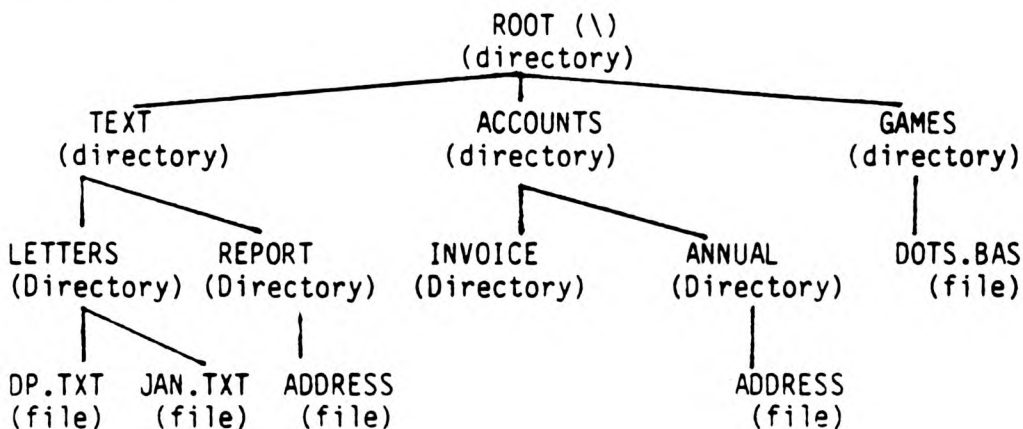 ROOT (\)
(directory)
TEXT ACCOUNTS GAMES
(directory) (directory) (directory)
LETTERS REPORT INVOICE ANNUAL DOTS.BAS
(Directory) (Directory) (Directory) (Directory) (file)
DP.TXT JAN.TXT ADDRESS ADDRESS
(file) (file) (file) (file)